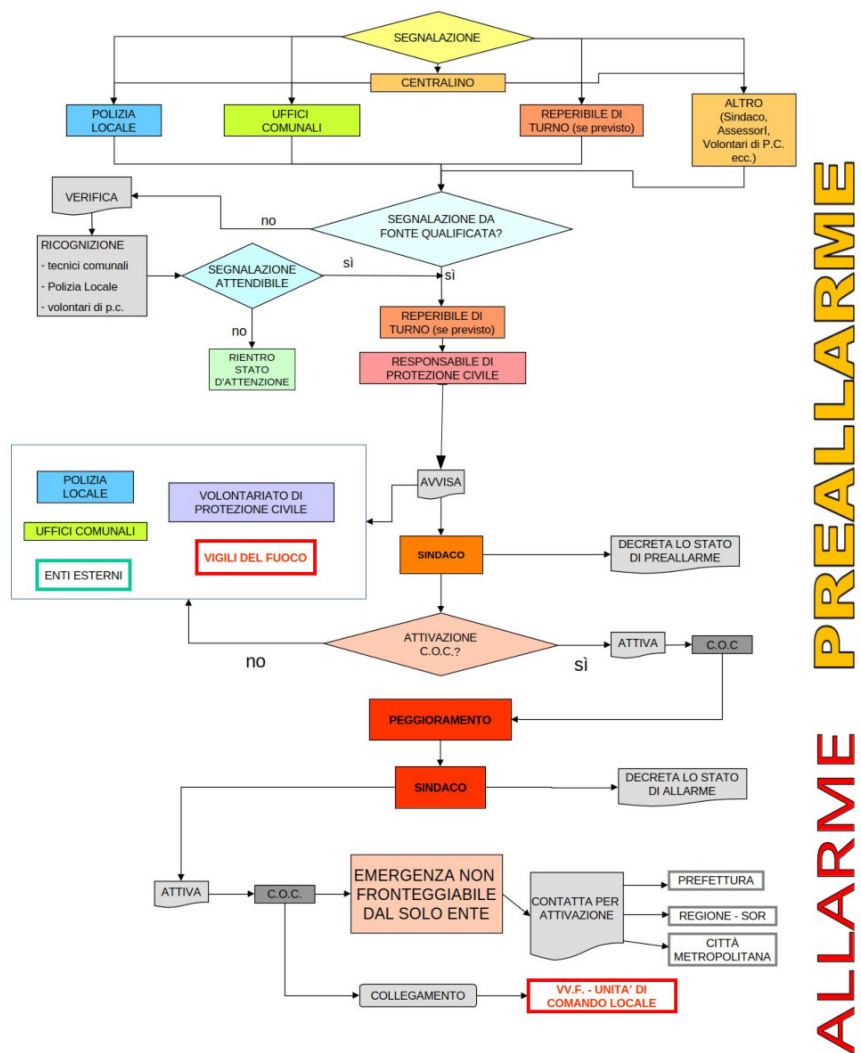 SEGNALAZIONE
CENTRALINO
POLIZIA
LOCALE
UFFICI
COMUNALI
REPERIBILE DI
TURNO (se previsto)
ALTRO
(Sindaco,
AssessorI,
Volontari di P.C.
ecc.)
VERIFICA
no
SEGNALAZIONE DA
FONTE QUALIFICATA?
RICOGNIZIONE
- tecnici comunali
- Polizia Locale
- volontari di p.c.
SEGNALAZIONE
ATTENDIBILE
sì
sì
no
REPERIBILE DI
TURNO (se previsto)
RIENTRO
STATO
D'ATTENZIONE
RESPONSABILE DI
PROTEZIONE CIVILE
PREALLARME
POLIZIA
LOCALE
VOLONTARIATO DI
PROTEZIONE CIVILE
AVVISA
UFFICI COMUNALI
VIGILI DEL FUOCO
ENTI ESTERNI
SINDACO
DECRETA LO STATO
DI PREALLARME
ATTIVAZIONE
C.O.C.?
no
sì
ATTIVA
C.O.C
PEGGIORAMENTO
SINDACO
DECRETA LO STATO
DI ALLARME
ALLARME
ATTIVA
C.O.C.
EMERGENZA NON
FRONTEGGIABILE
DAL SOLO ENTE
CONTATTA PER
ATTIVAZIONE
PREFETTURA
REGIONE - SOR
CITTÀ
METROPOLITANA
COLLEGAMENTO
VV.F. - UNITA' DI
COMANDO LOCALE